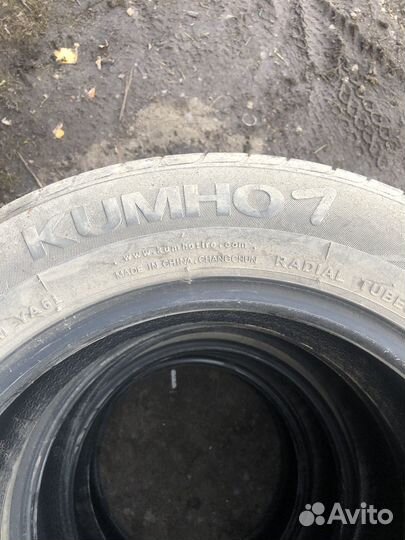 KUMHO
www.kumhotire.com
MADE IN CHINA, CHANGCHUN
RADIAL TUBE
Avito